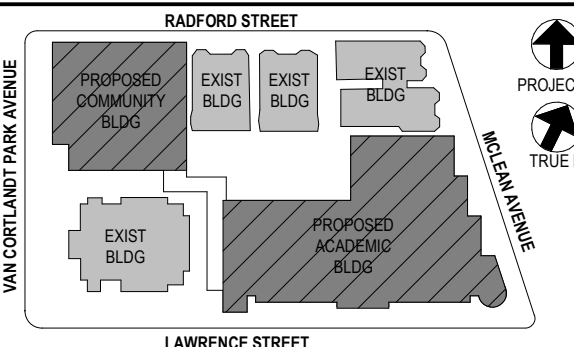 RADFORD STREET
VAN CORTLANDT PARK AVENUE
PROPOSED
COMMUNITY
BLDG
EXIST
BLDG
EXIST
BLDG
EXIST
BLDG
PROJEC
TRUE
MCLEAN AVENUE
EXIST
BLDG
PROPOSED
ACADEMIC
BLDG
LAWRENCE STREET